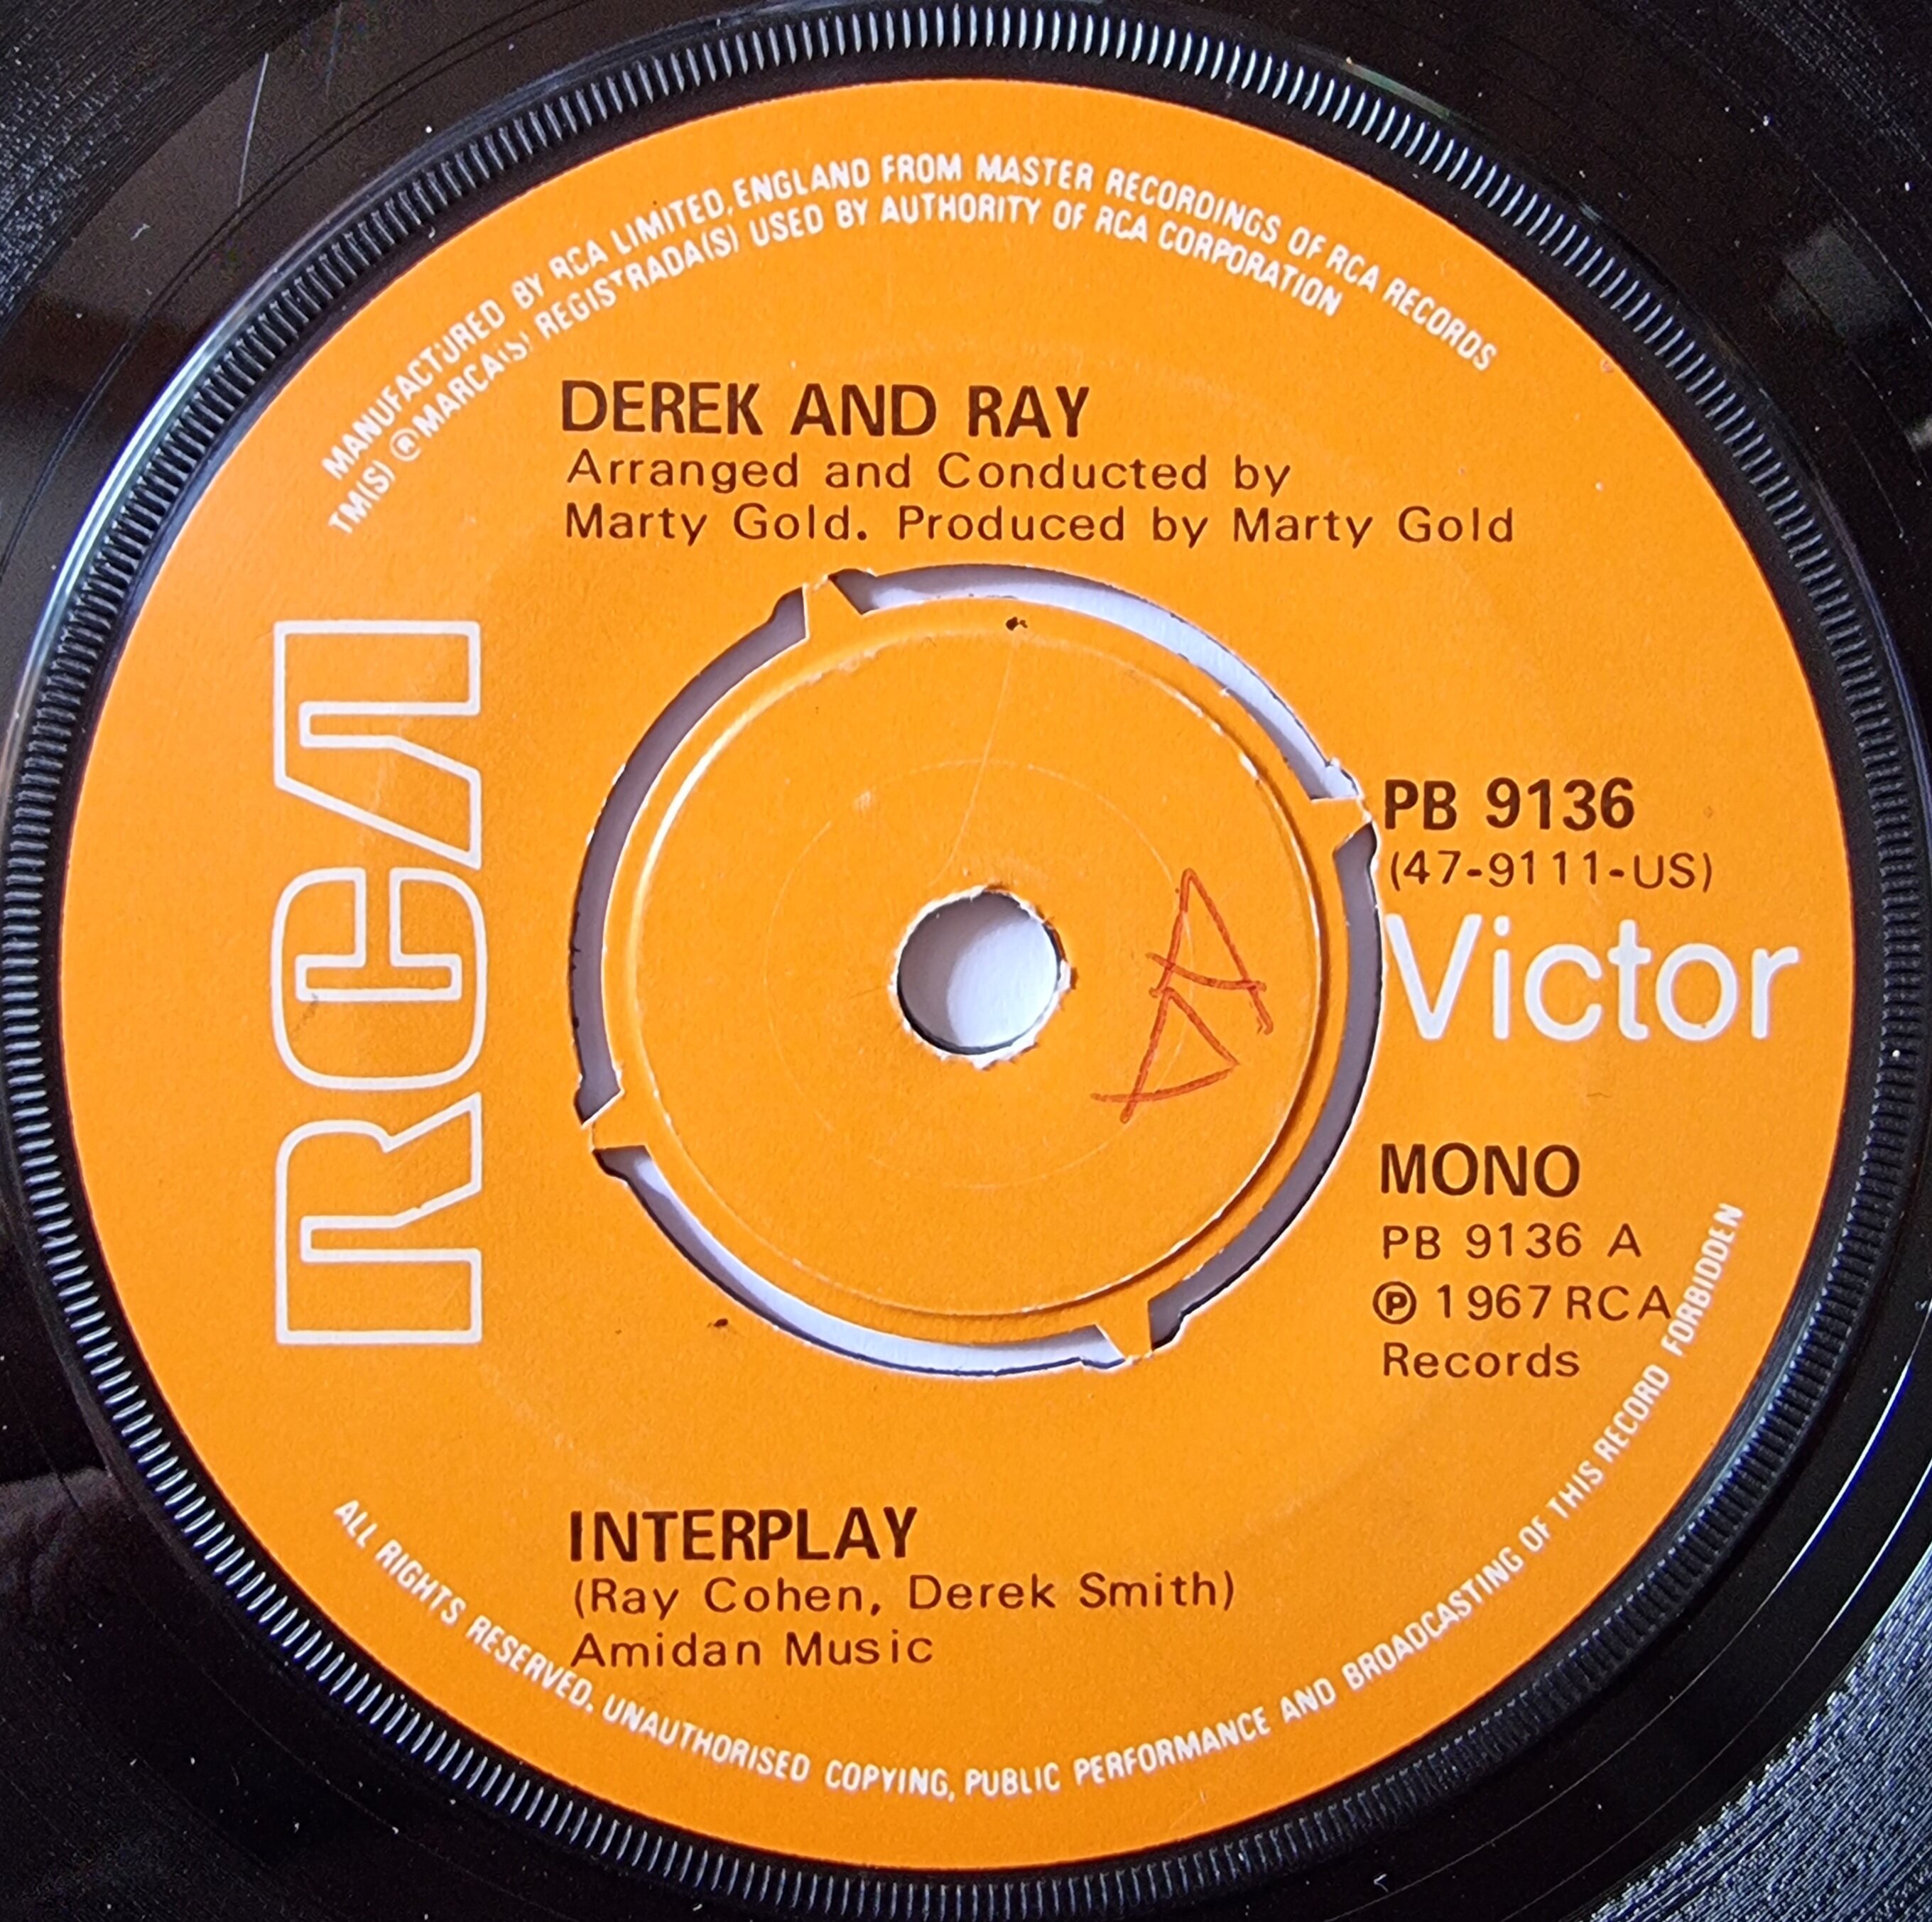 MANUFACTURED BY RCA LIMITED, ENGLAND FROM MASTER RECORDINGS OF RCA RECORDS
TM(S) ® MARCA(S) REGISTRADA(S) USED BY AUTHORITY OF RCA CORPORATION
DEREK AND RAY
Arranged and Conducted by
Marty Gold. Produced by Marty Gold
RCA
PB 9136
(47-9111-US)
Victor
A
MONO
PB 9136 A
℗ 1967 RCA
Records
INTERPLAY
(Ray Cohen, Derek Smith)
Amidan Music
ALL RIGHTS RESERVED. UNAUTHORISED COPYING, PUBLIC PERFORMANCE AND BROADCASTING OF THIS RECORD FORBIDDEN